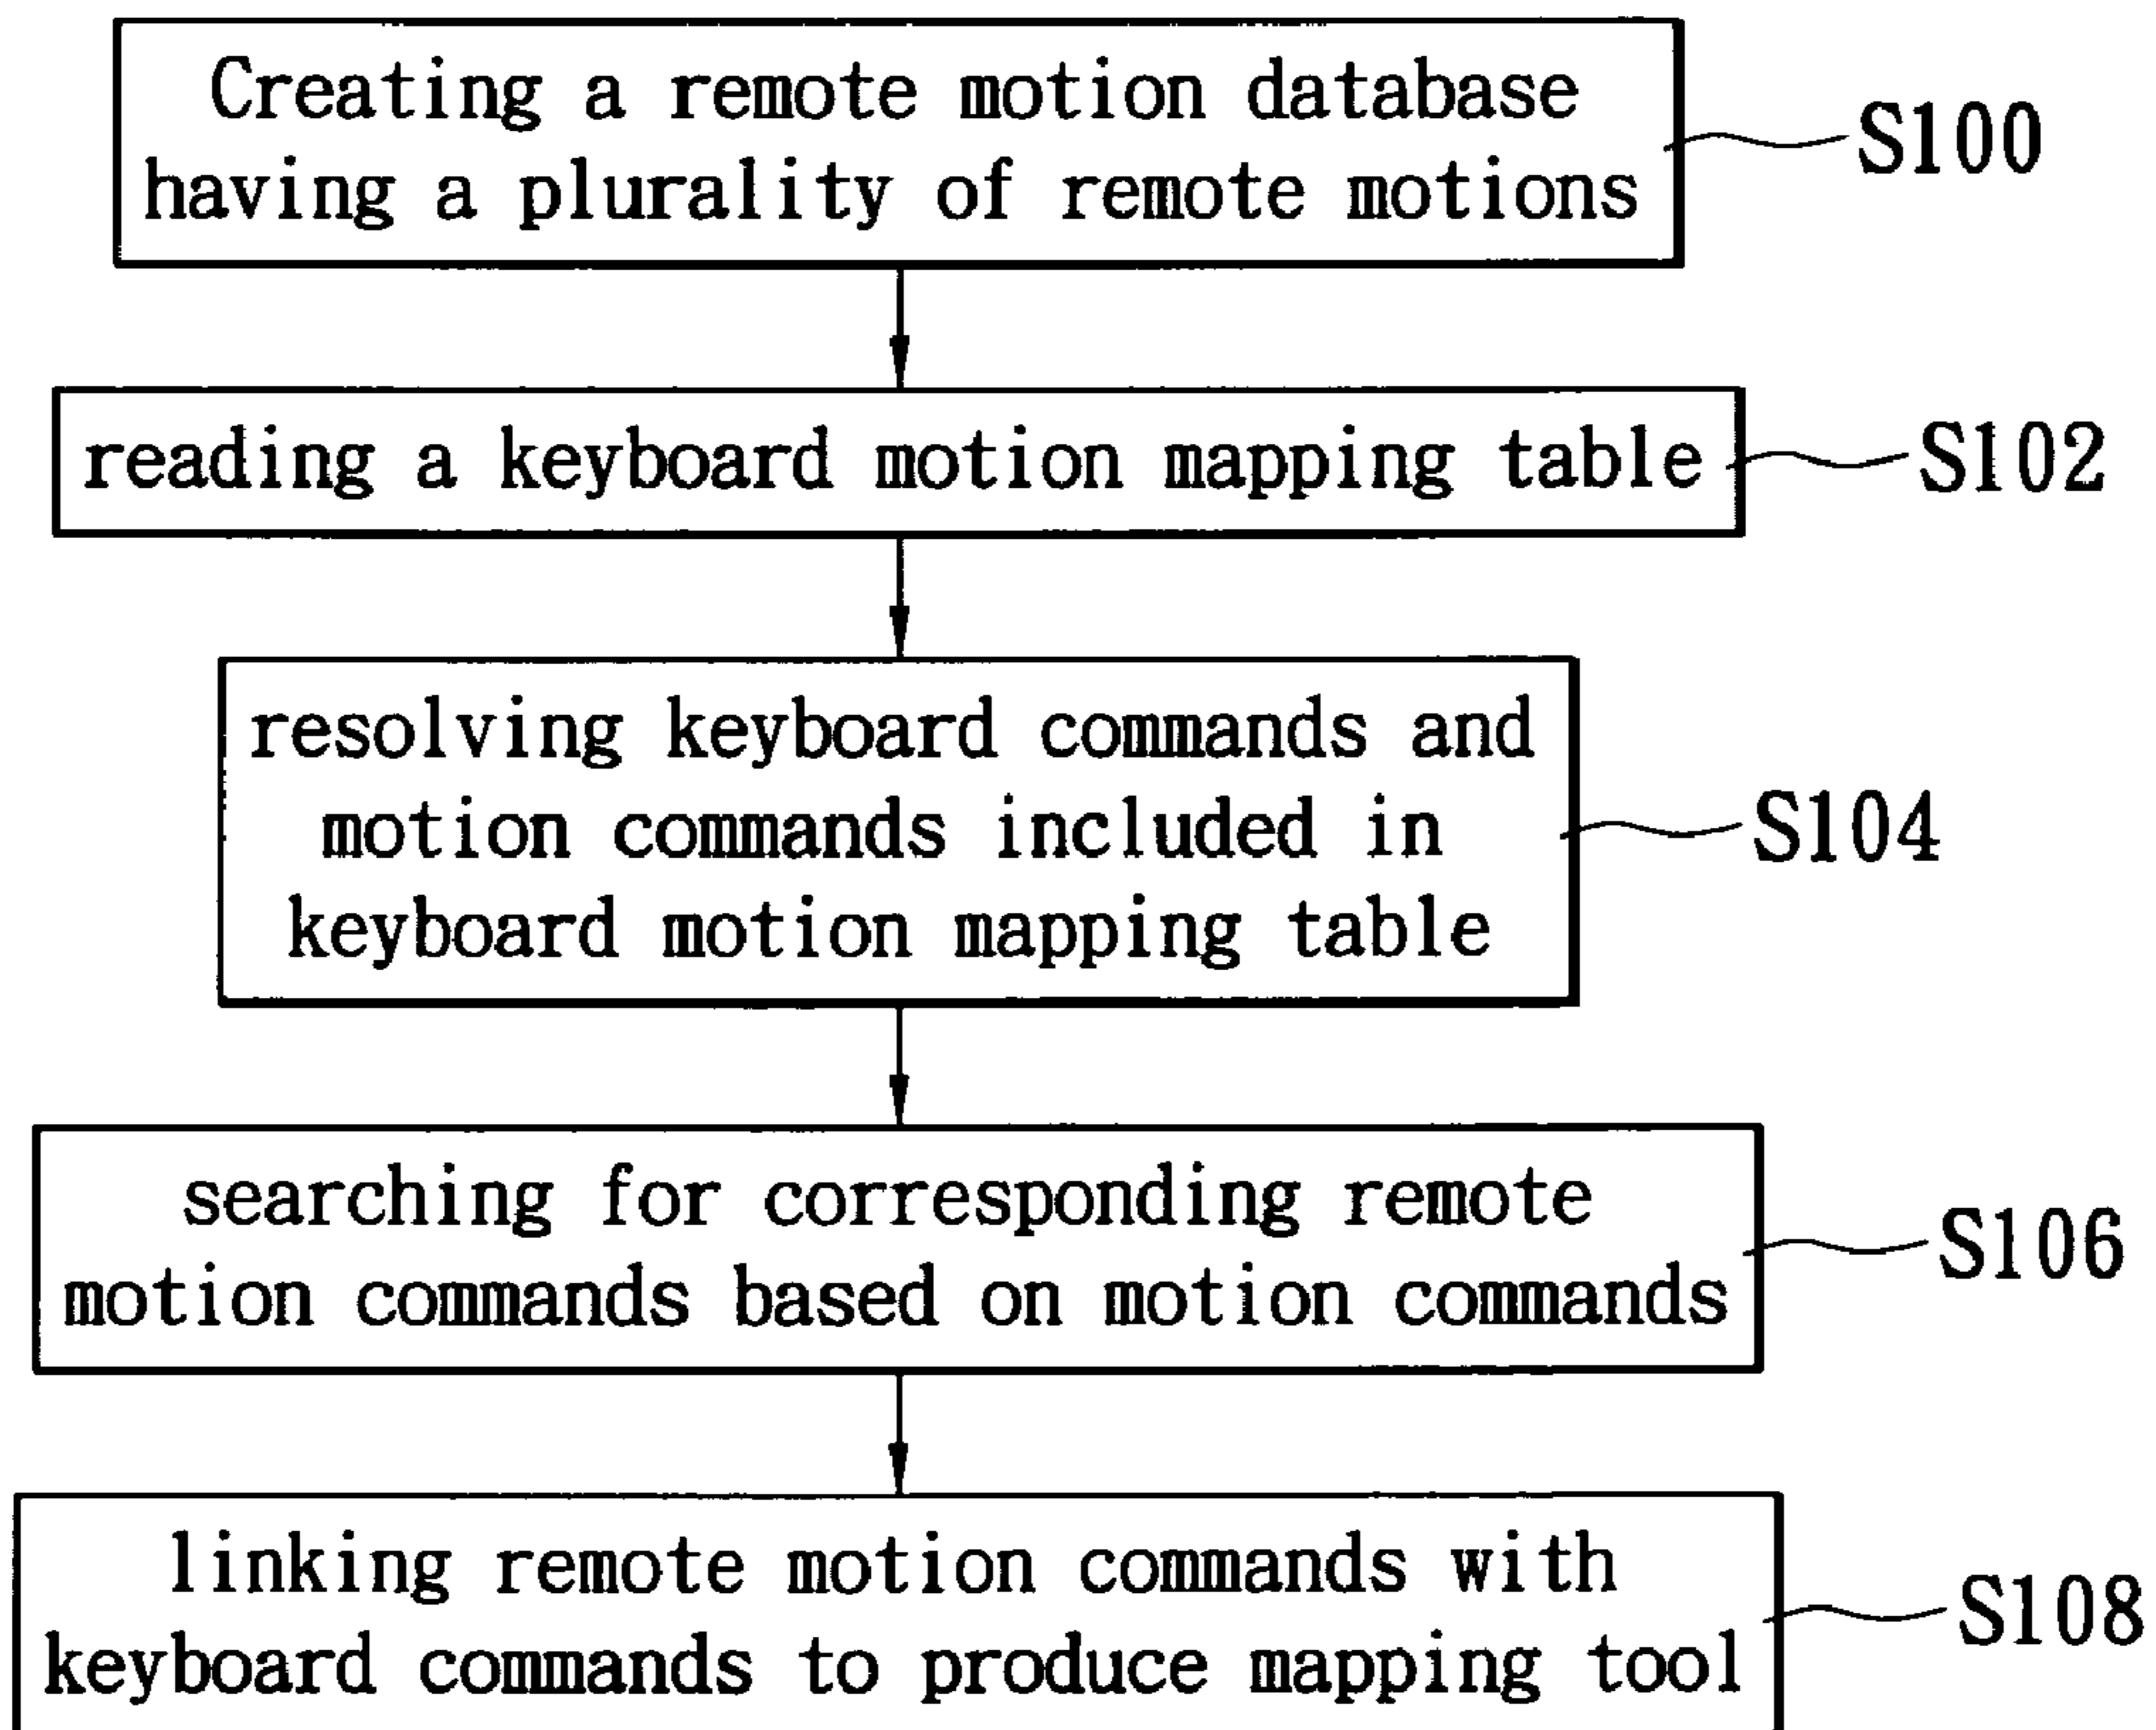 Creating a remote motion database
having a plurality of remote motions
S100
reading a keyboard motion mapping table
S102
resolving keyboard commands and
motion commands included in
keyboard motion mapping table
S104
searching for corresponding remote
motion commands based on motion commands
S106
linking remote motion commands with
keyboard commands to produce mapping tool
S108